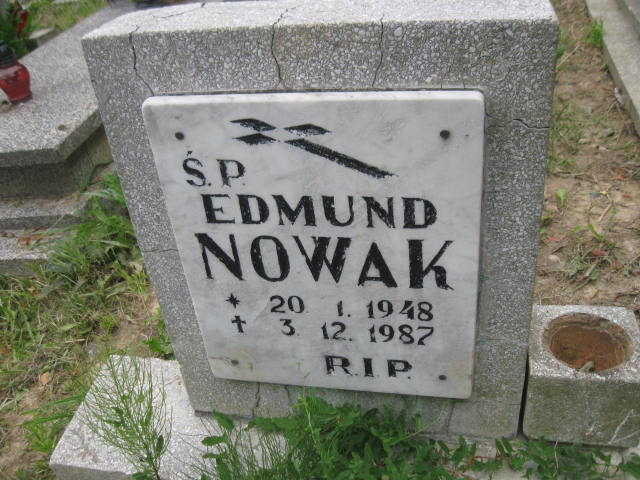 Ś.P.
EDMUND
NOWAK
* 20 1. 1948
✝ 3. 12. 1987
R.I.P.